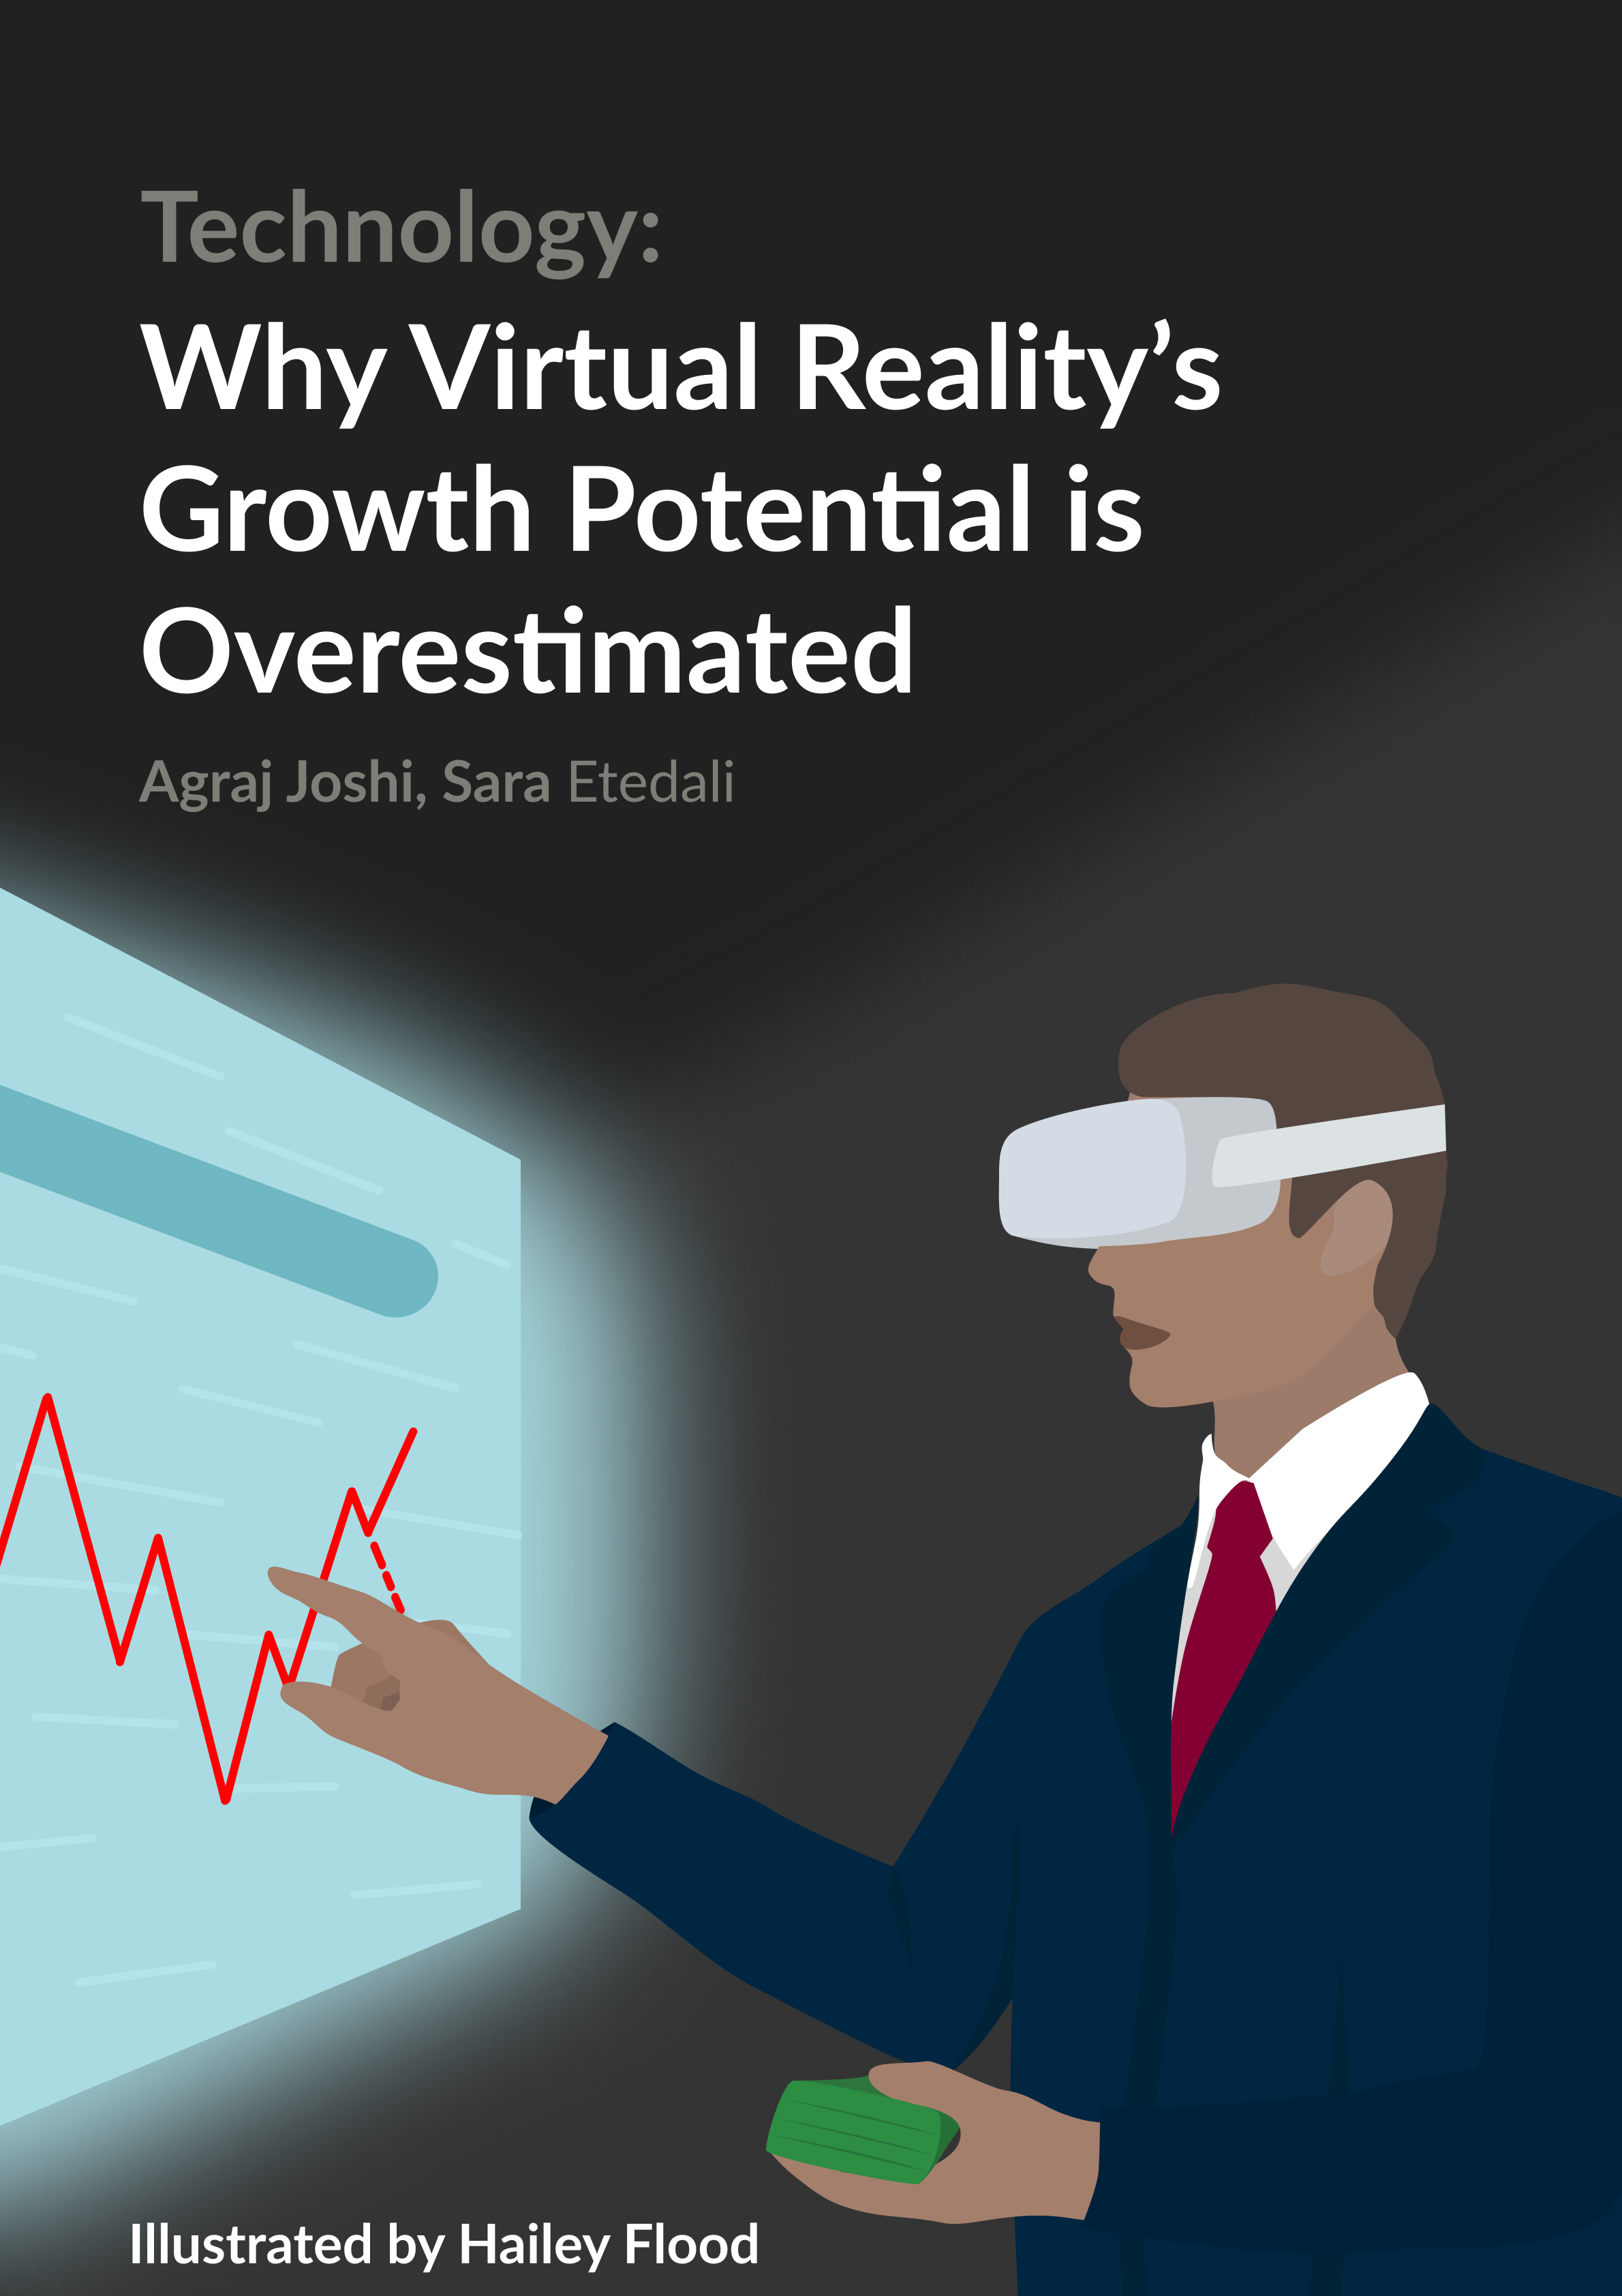 Technology:
Why Virtual Reality’s
Growth Potential is
Overestimated
Agraj Joshi, Sara Etedali
Illustrated by Hailey Flood